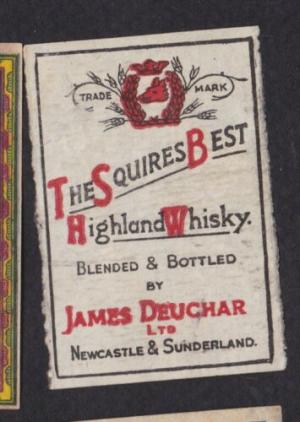 TRADE MARK
THE SQUIRES BEST
Highland Whisky.
BLENDED & BOTTLED
BY
JAMES DEUCHAR
LTD
NEWCASTLE & SUNDERLAND.